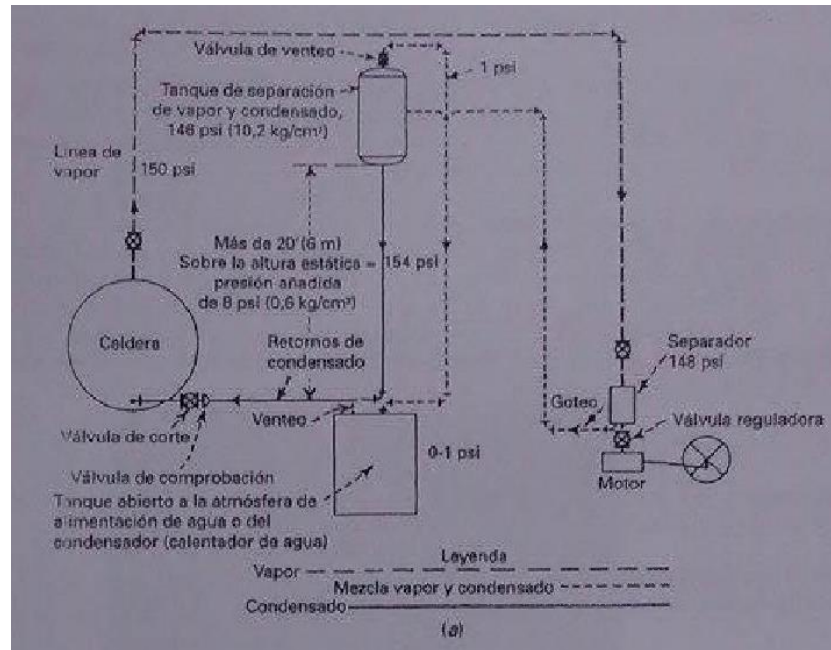 Válvula de venteo
1 psi
Tanque de separación
de vapor y condensado,
146 psi (10,2 kg/cm²)
Línea de
vapor
150 psi
Más de 20' (6 m)
Sobre la altura estática =
154 psi
presión añadida
de 8 psi (0,6 kg/cm²)
Caldera
Retornos de
condensado
Separador
148 psi
Goteo
Venteo
Válvula reguladora
Válvula de corte
0-1 psi
Motor
Válvula de comprobación
Tanque abierto a la atmósfera de
alimentación de agua o del
condensador (calentador de agua)
Leyenda
Vapor
Mezcla vapor y condensado
Condensado
(a)